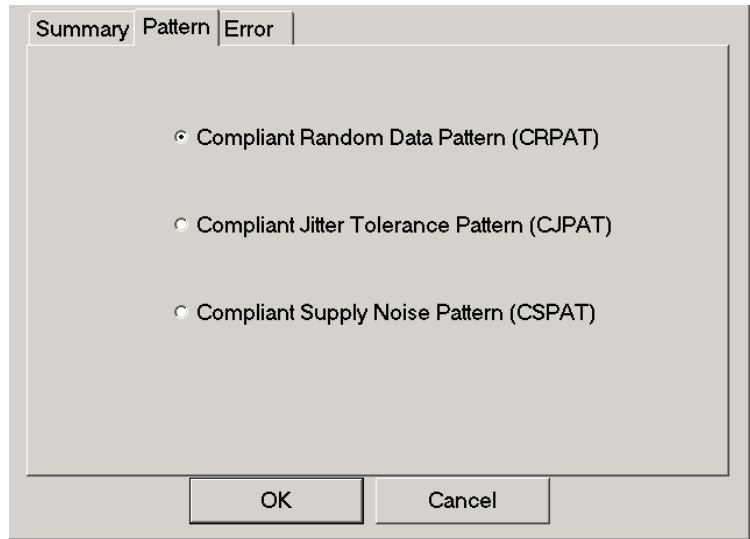 Summary Pattern Error
Compliant Random Data Pattern (CRPAT)
Compliant Jitter Tolerance Pattern (CJPAT)
Compliant Supply Noise Pattern (CSPAT)
OK Cancel